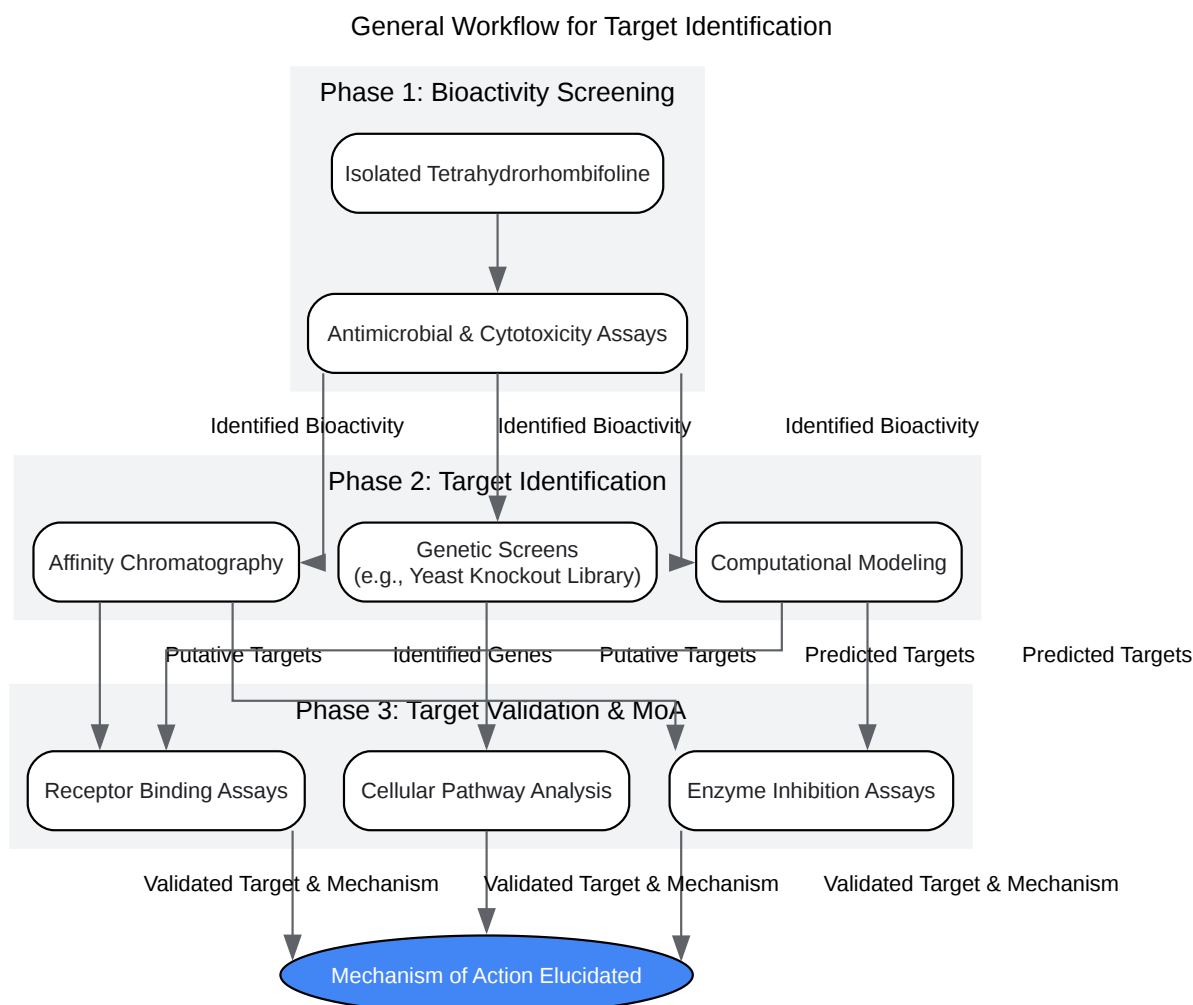 General Workflow for Target Identification
Phase 1: Bioactivity Screening
Isolated Tetrahydrorhombifoline
Antimicrobial & Cytotoxicity Assays
Identified Bioactivity
Identified Bioactivity
Identified Bioactivity
Phase 2: Target Identification
Affinity Chromatography
Genetic Screens
(e.g., Yeast Knockout Library)
Computational Modeling
Putative Targets
Identified Genes
Putative Targets
Predicted Targets
Predicted Targets
Phase 3: Target Validation & MoA
Receptor Binding Assays
Cellular Pathway Analysis
Enzyme Inhibition Assays
Validated Target & Mechanism
Validated Target & Mechanism
Validated Target & Mechanism
Mechanism of Action Elucidated